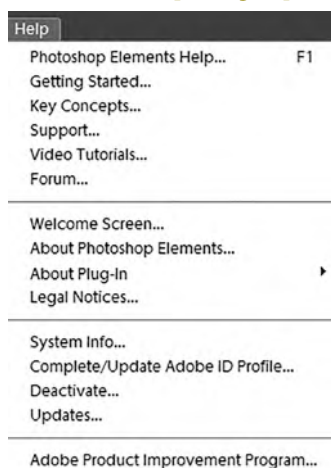 Help
Photoshop Elements Help... F1
Getting Started...
Key Concepts...
Support...
Video Tutorials...
Forum...
Welcome Screen...
About Photoshop Elements...
About Plug-In
Legal Notices...
System Info...
Complete/Update Adobe ID Profile...
Deactivate...
Updates...
Adobe Product Improvement Program...